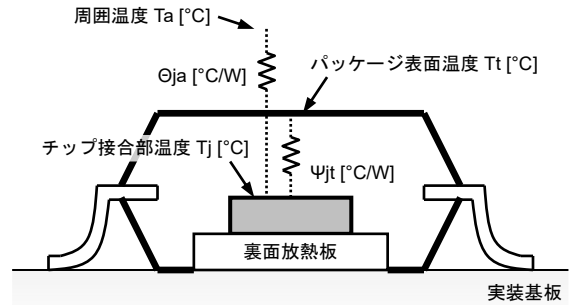 周囲温度 Ta [°C]
Θja [°C/W]
パッケージ表面温度 Tt [°C]
チップ接合部温度 Tj [°C]
Ψjt [°C/W]
裏面放熱板
実装基板